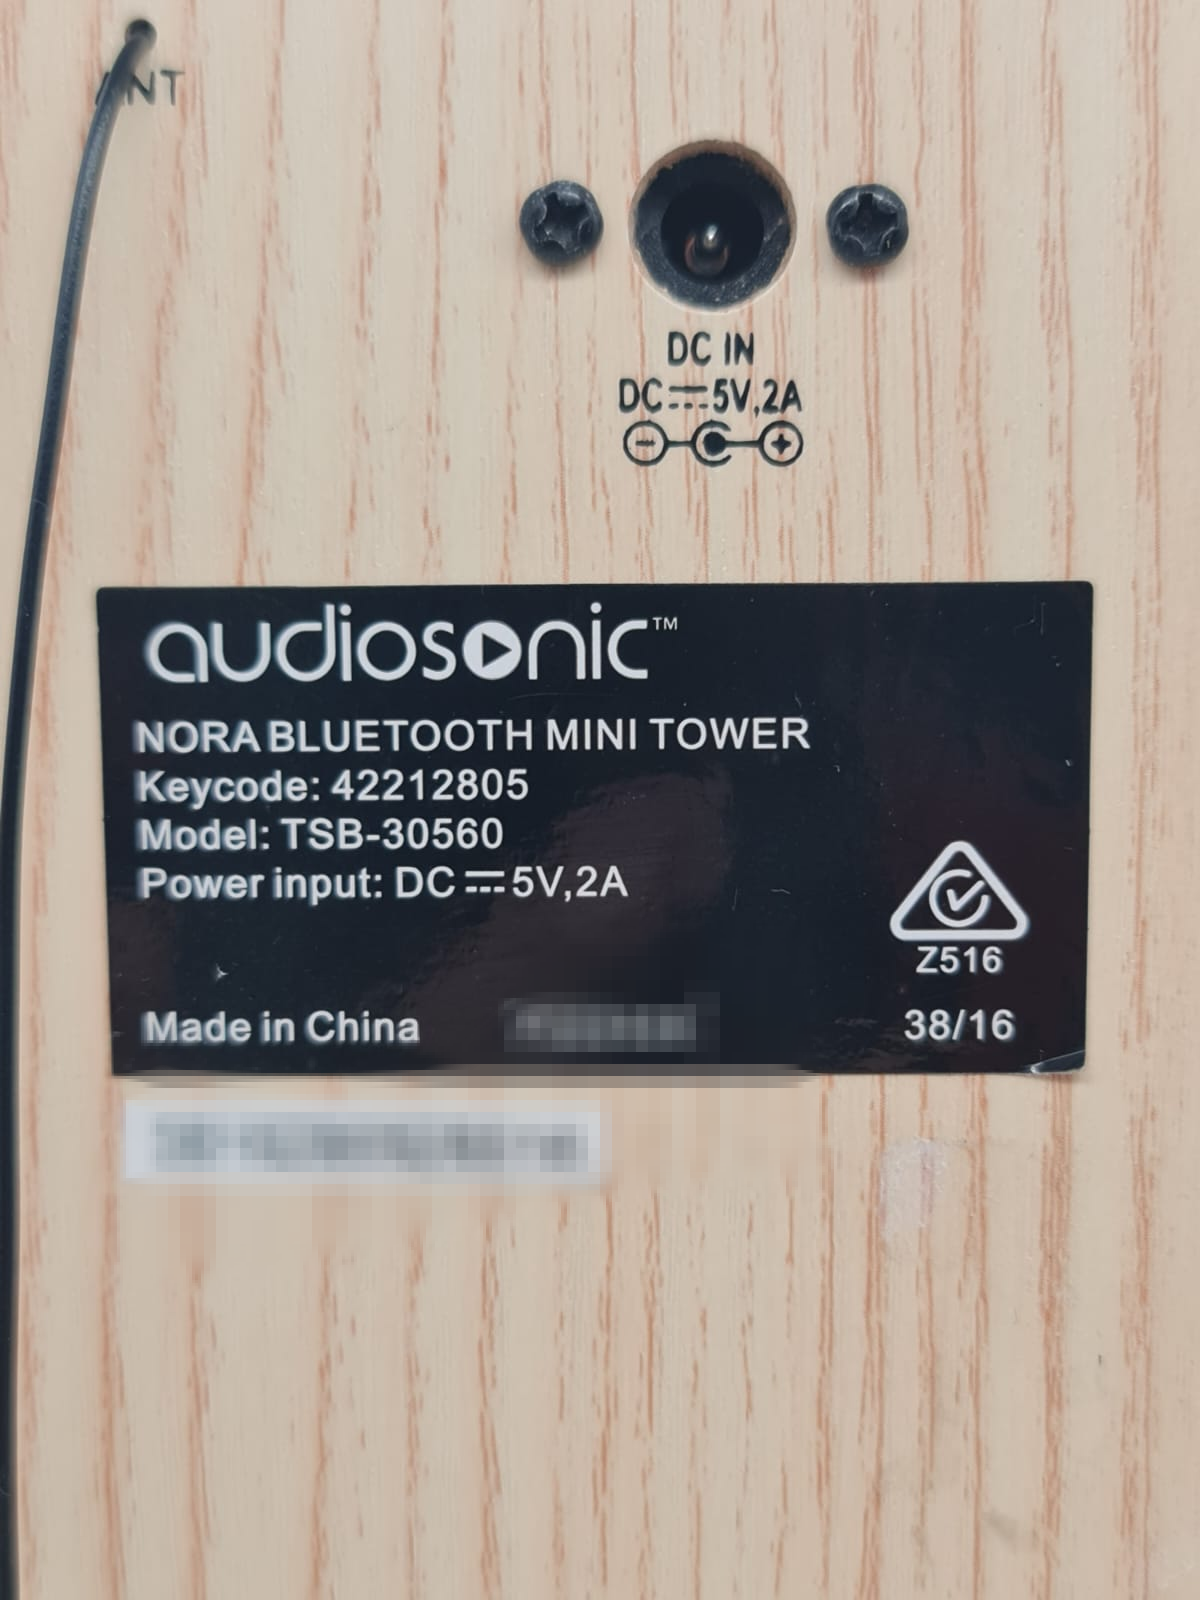 ANT
DC IN
DC⎓5V,2A
audiosonic™
NORA BLUETOOTH MINI TOWER
Keycode: 42212805
Model: TSB-30560
Power input: DC⎓5V,2A
Z516
Made in China
38/16